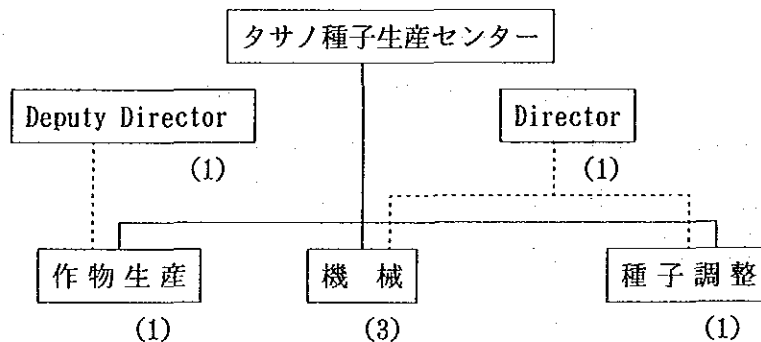 タサノ種子生産センター
Deputy Director
(1)
Director
(1)
作物生産
(1)
機 械
(3)
種子調整
(1)